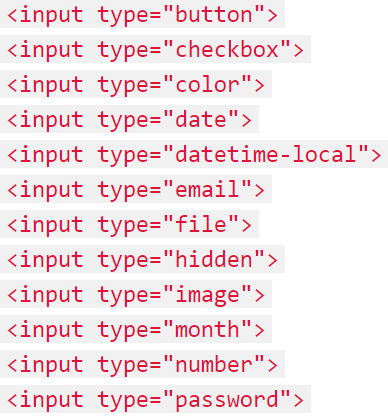 <input type="button">
<input type="checkbox">
<input type="color">
<input type="date">
<input type="datetime-local">
<input type="email">
<input type="file">
<input type="hidden">
<input type="image">
<input type="month">
<input type="number">
<input type="password">